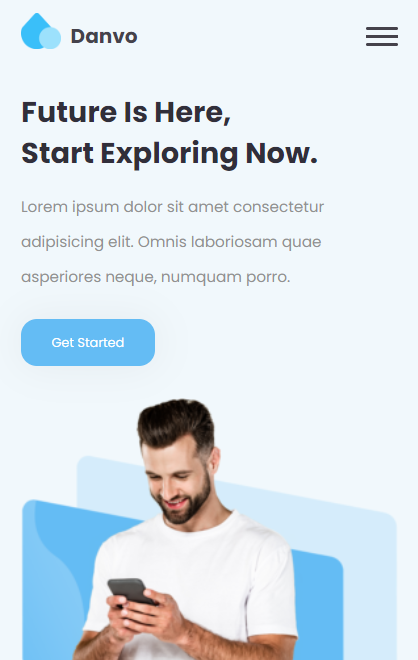 Danvo
Future Is Here,
Start Exploring Now.
Lorem ipsum dolor sit amet consectetur
adipisicing elit. Omnis laboriosam quae
asperiores neque, numquam porro.
Get Started